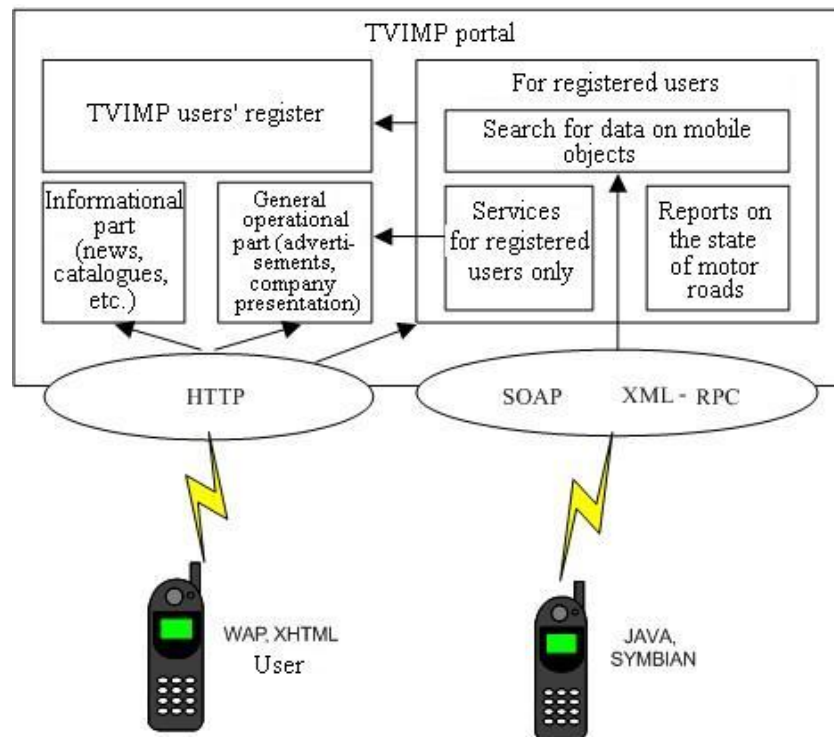 TVIMP portal
TVIMP users' register
For registered users
Search for data on mobile
objects
Informational
part
(news,
catalogues,
etc.)
General
operational
part (adverti-
sements,
company
presentation)
Services
for registered
users only
Reports on
the state
of motor
roads
HTTP
SOAP XML - RPC
WAP, XHTML
User
JAVA,
SYMBIAN